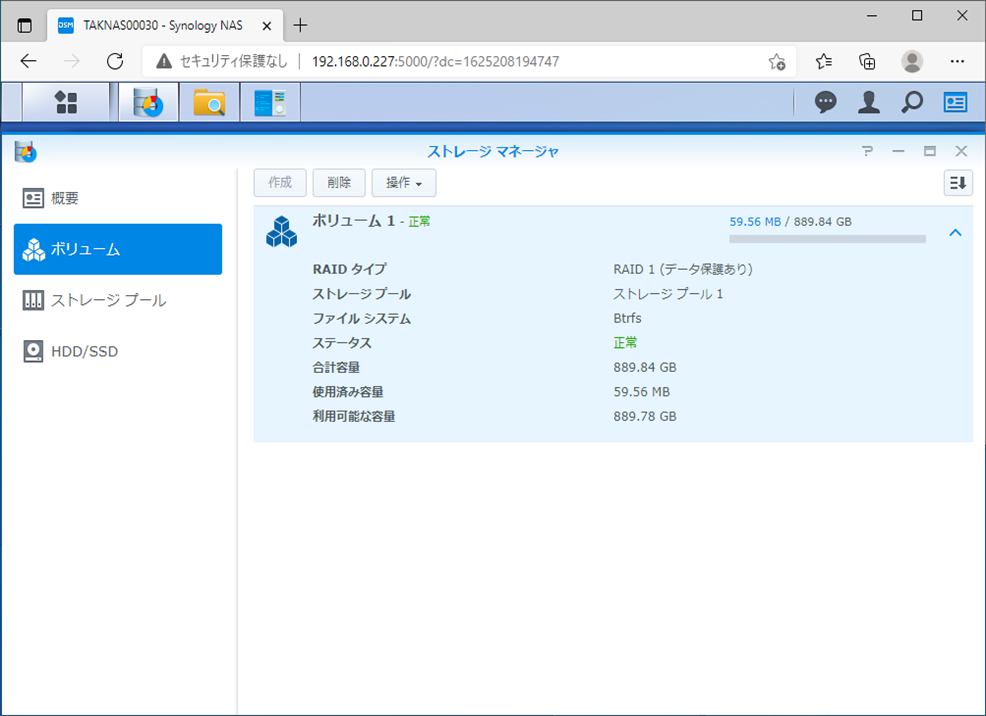 DSM TAKNAS00030 - Synology NAS
セキュリティ保護なし 192.168.0.227:5000/?dc=1625208194747
ストレージ マネージャ
概要
ボリューム
ストレージ プール
HDD/SSD
作成 削除 操作
ボリューム 1 - 正常 59.56 MB / 889.84 GB
RAID タイプ RAID 1 (データ保護あり)
ストレージ プール ストレージ プール 1
ファイル システム Btrfs
ステータス 正常
合計容量 889.84 GB
使用済み容量 59.56 MB
利用可能な容量 889.78 GB